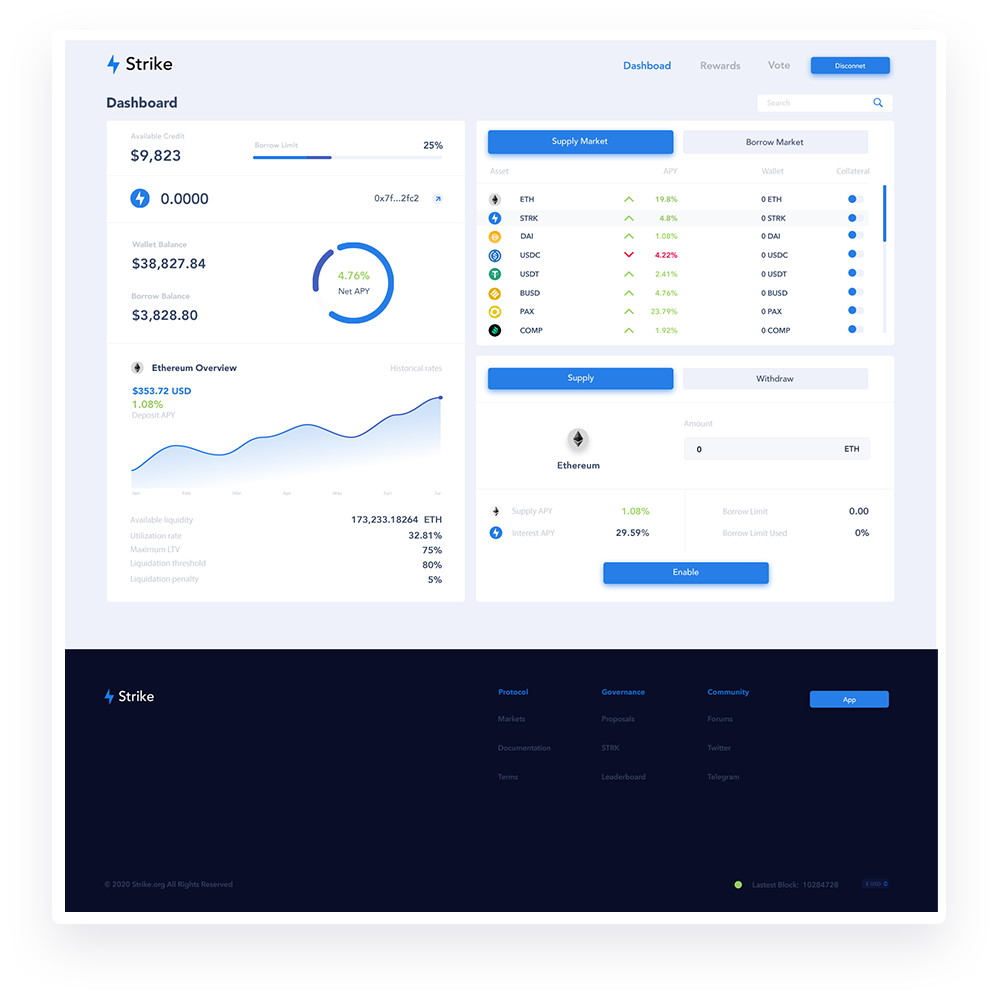 Strike
Dashboad
Rewards
Vote
Disconnet
Dashboard
Search
Available Credit
$9,823
Borrow Limit
25%
0.0000
0x7f...2fc2
Wallet Balance
$38,827.84
Borrow Balance
$3,828.80
4.76%
Net APY
Ethereum Overview
Historical rates
$353.72 USD
1.08%
Deposit APY
Jan Feb Mar Apr May Jun Jul
Available liquidity 173,233.18264 ETH
Utilization rate 32.81%
Maximum LTV 75%
Liquidation threshold 80%
Liquidation penalty 5%
Supply Market
Borrow Market
Asset APY Wallet Collateral
ETH 19.8% 0 ETH
STRK 4.8% 0 STRK
DAI 1.08% 0 DAI
USDC 4.22% 0 USDC
USDT 2.41% 0 USDT
BUSD 4.76% 0 BUSD
PAX 23.79% 0 PAX
COMP 1.92% 0 COMP
Supply
Withdraw
Ethereum
Amount
0 ETH
Supply APY 1.08%
Interest APY 29.59%
Borrow Limit 0.00
Borrow Limit Used 0%
Enable
Strike
Protocol
Markets
Documentation
Terms
Governance
Proposals
STRK
Leaderboard
Community
Forums
Twitter
Telegram
App
© 2020 Strike.org All Rights Reserved
Lastest Block: 10284728
$ USD